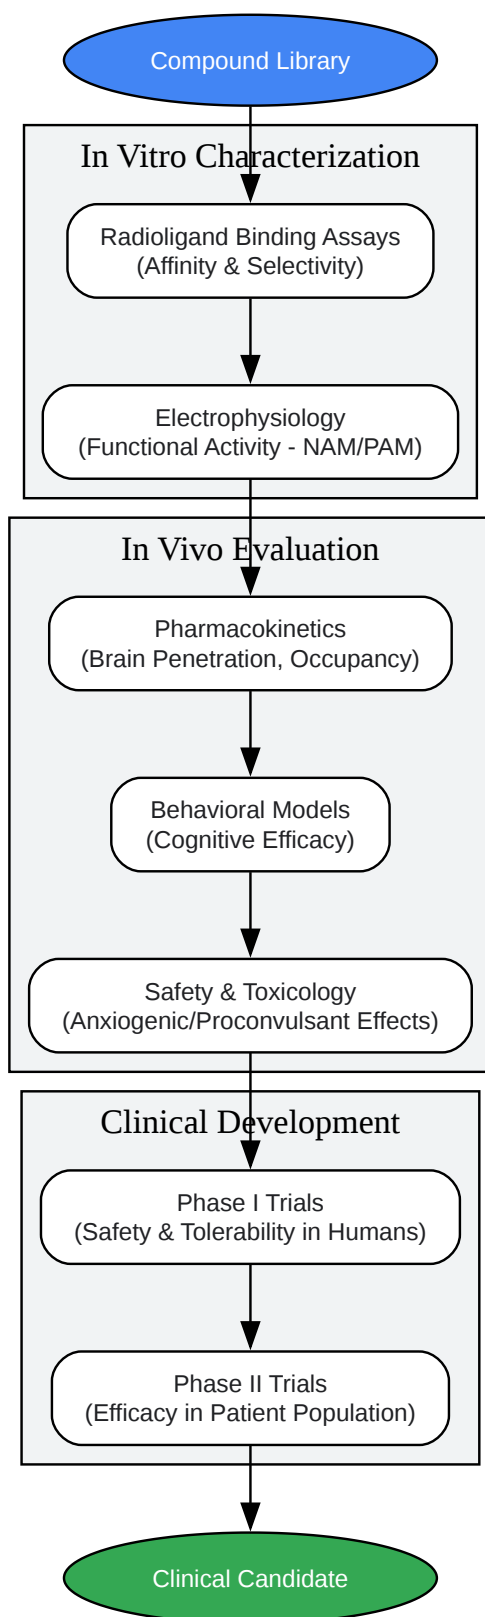 Compound Library
In Vitro Characterization
Radioligand Binding Assays
(Affinity & Selectivity)
Electrophysiology
(Functional Activity - NAM/PAM)
In Vivo Evaluation
Pharmacokinetics
(Brain Penetration, Occupancy)
Behavioral Models
(Cognitive Efficacy)
Safety & Toxicology
(Anxiogenic/Proconvulsant Effects)
Clinical Development
Phase I Trials
(Safety & Tolerability in Humans)
Phase II Trials
(Efficacy in Patient Population)
Clinical Candidate